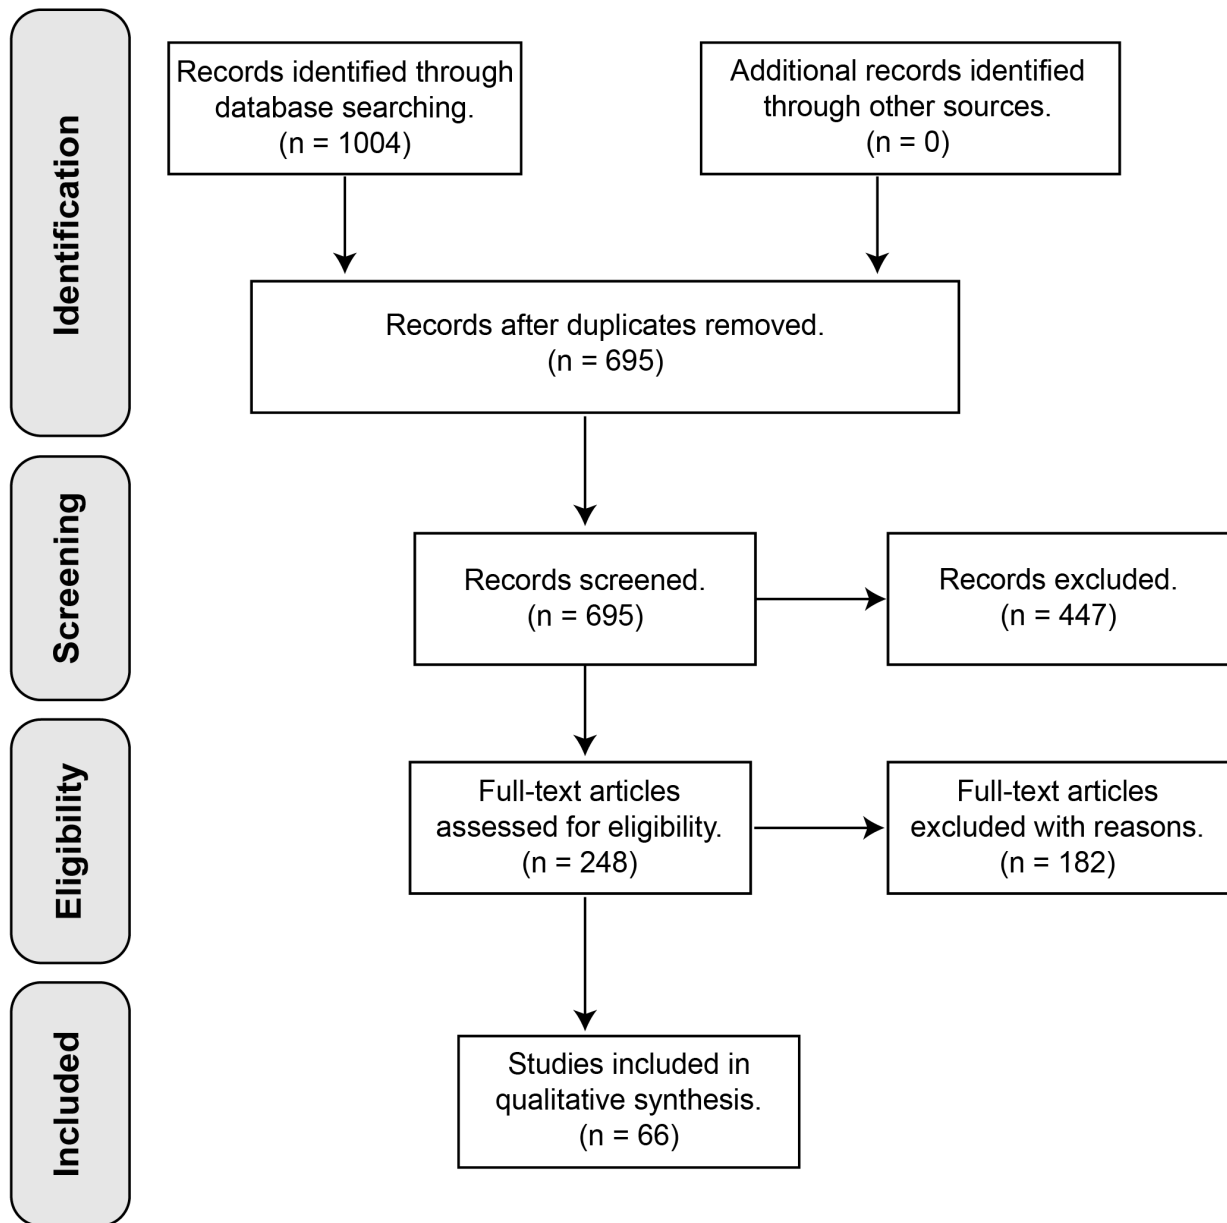 Identification
Records identified through
database searching.
(n = 1004)
Additional records identified
through other sources.
(n = 0)
Records after duplicates removed.
(n = 695)
Screening
Records screened.
(n = 695)
Records excluded.
(n = 447)
Eligibility
Full-text articles
assessed for eligibility.
(n = 248)
Full-text articles
excluded with reasons.
(n = 182)
Included
Studies included in
qualitative synthesis.
(n = 66)